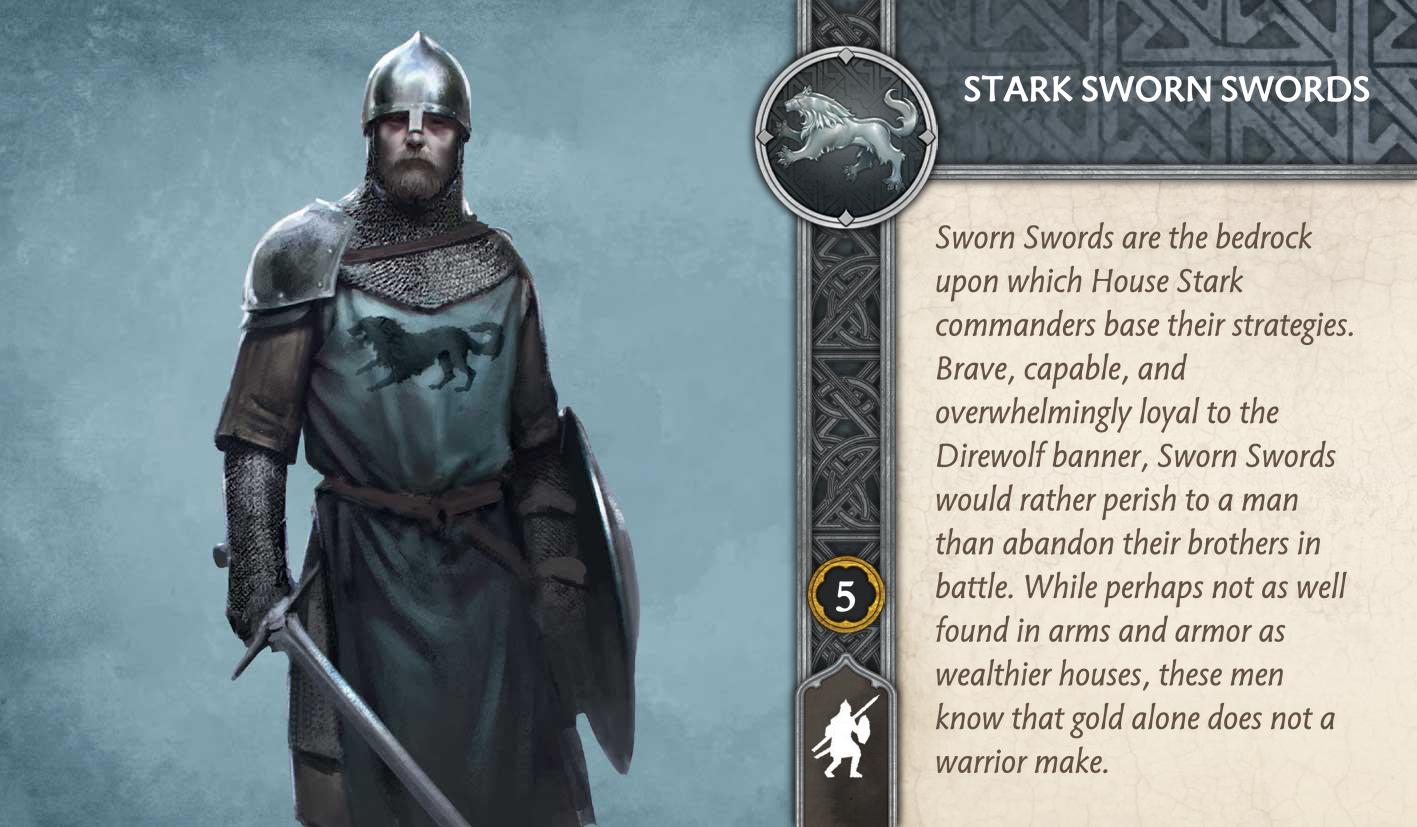 STARK SWORN SWORDS
Sworn Swords are the bedrock
upon which House Stark
commanders base their strategies.
Brave, capable, and
overwhelmingly loyal to the
Direwolf banner, Sworn Swords
would rather perish to a man
than abandon their brothers in
battle. While perhaps not as well
found in arms and armor as
wealthier houses, these men
know that gold alone does not a
warrior make.
5